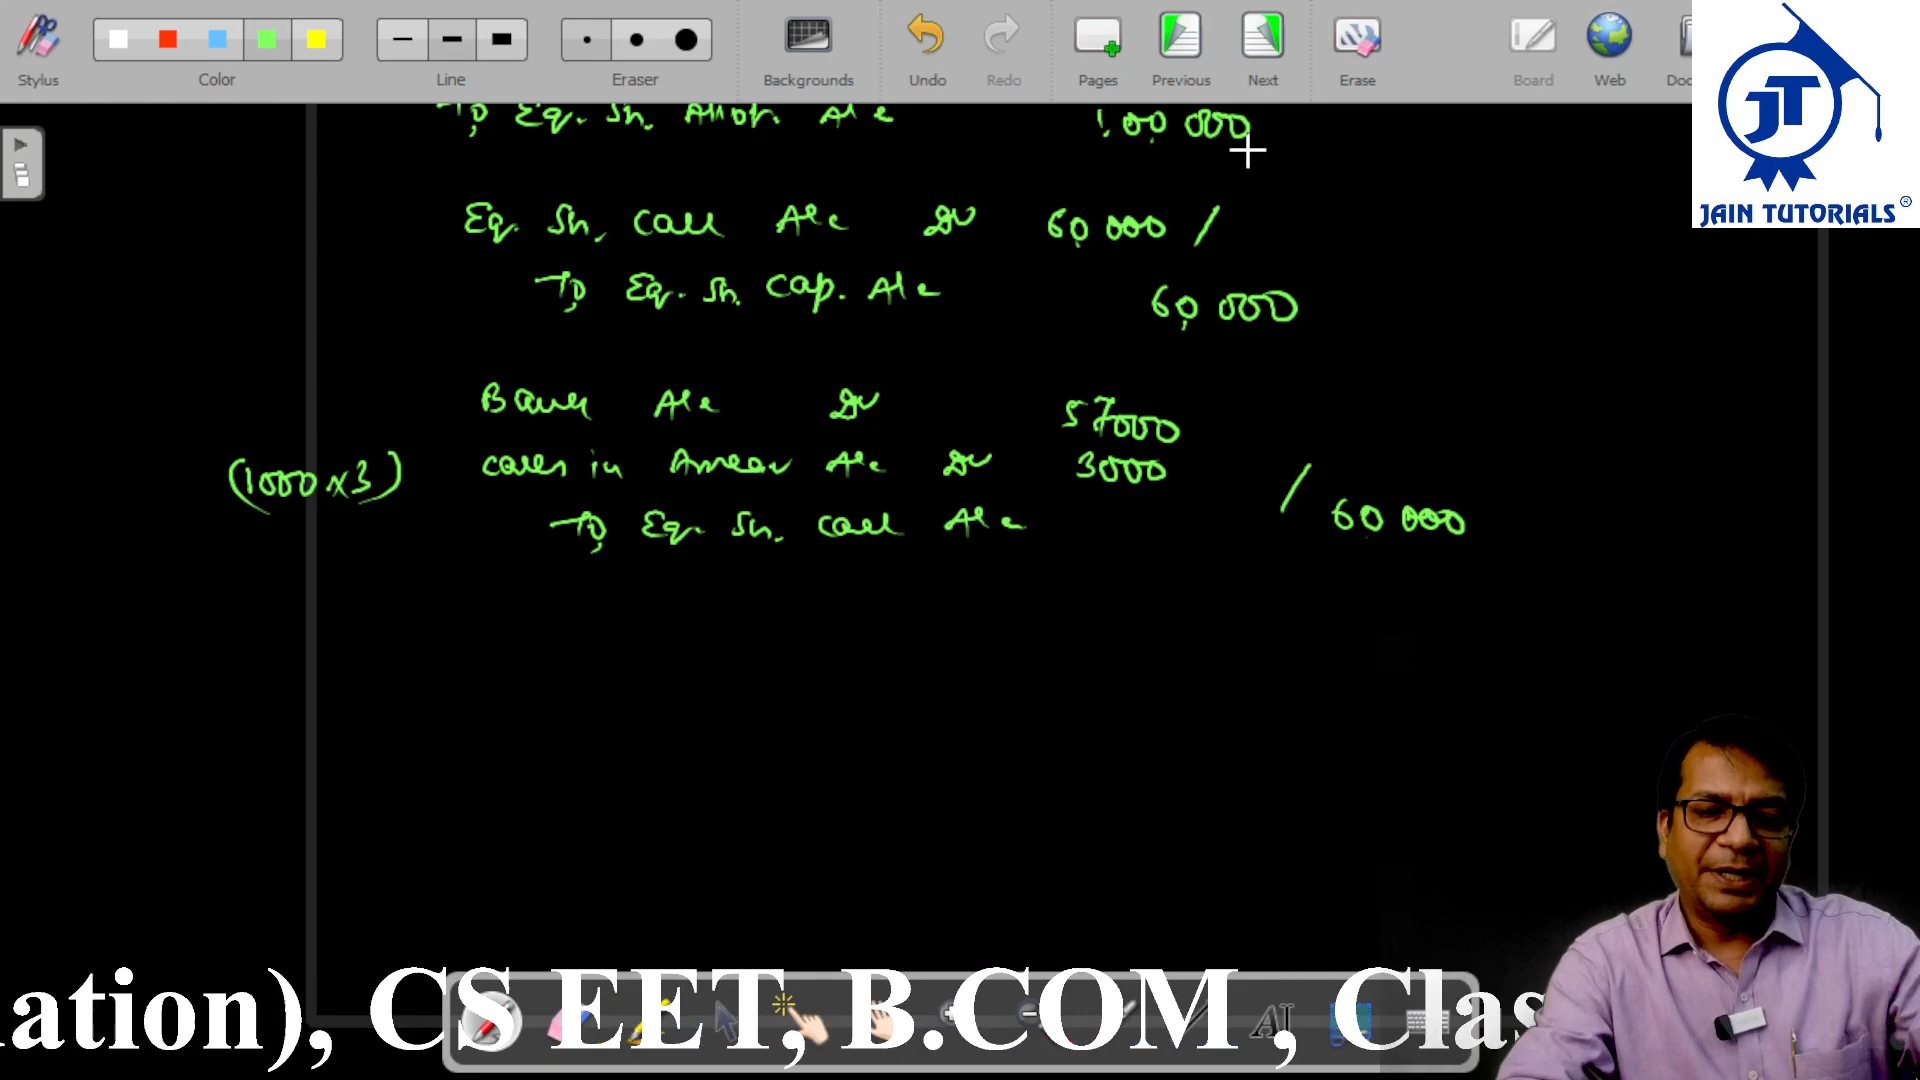 Stylus Color Line Eraser Backgrounds Undo Redo Pages Previous Next Erase Board Web
JT
JAIN TUTORIALS®
To Eq. Sh. Allot. A/c 1,00,000
Eq. Sh. Call A/c Dr 60,000 /
To Eq. Sh. Cap. A/c 60,000
Bank A/c Dr 57000
(1000 x 3) Calls in Arrear A/c Dr 3000 /
To Eq. Sh. Call A/c 60,000
ation), CS EET, B.COM , Clas